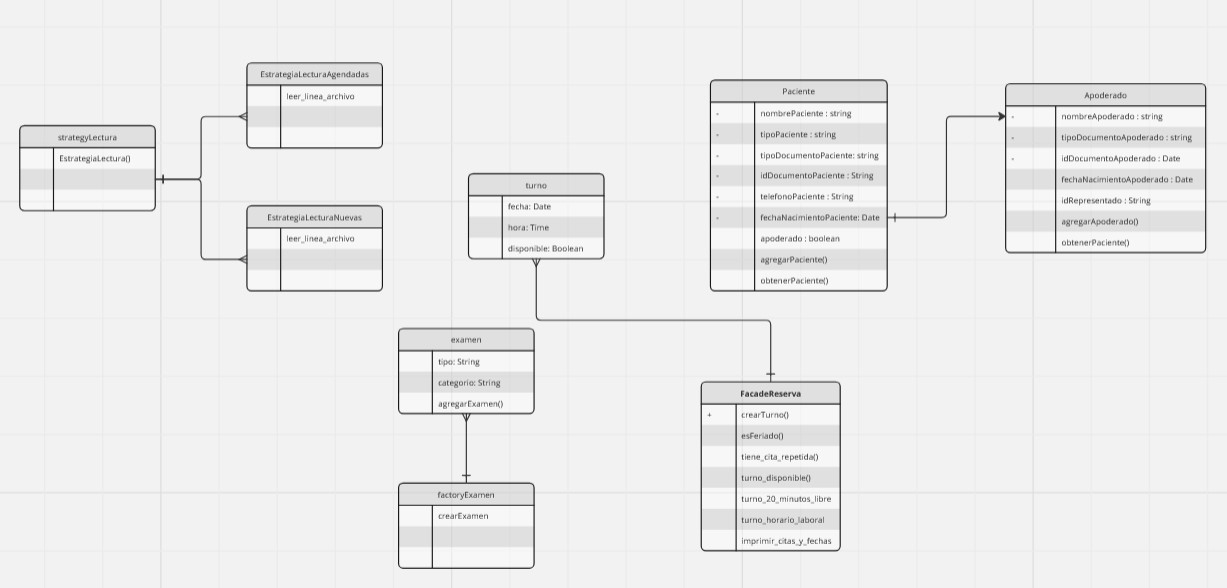 EstrategiaLecturaAgendadas
leer_linea_archivo
strategyLectura
EstrategiaLectura()
EstrategiaLecturaNuevas
leer_linea_archivo
turno
fecha: Date
hora: Time
disponible: Boolean
Paciente
- nombrePaciente : string
- tipoPaciente : string
- tipoDocumentoPaciente: string
- idDocumentoPaciente : String
- telefonoPaciente : String
- fechaNacimientoPaciente: Date
apoderado : boolean
agregarPaciente()
obtenerPaciente()
Apoderado
- nombreApoderado : string
- tipoDocumentoApoderado : string
- idDocumentoApoderado : Date
fechaNacimientoApoderado : Date
idRepresentado : String
agregarApoderado()
obtenerPaciente()
examen
tipo: String
categorio: String
agregarExamen()
factoryExamen
crearExamen
FacadeReserva
+ crearTurno()
esFeriado()
tiene_cita_repetida()
turno_disponible()
turno_20_minutos_libre
turno_horario_laboral
imprimir_citas_y_fechas